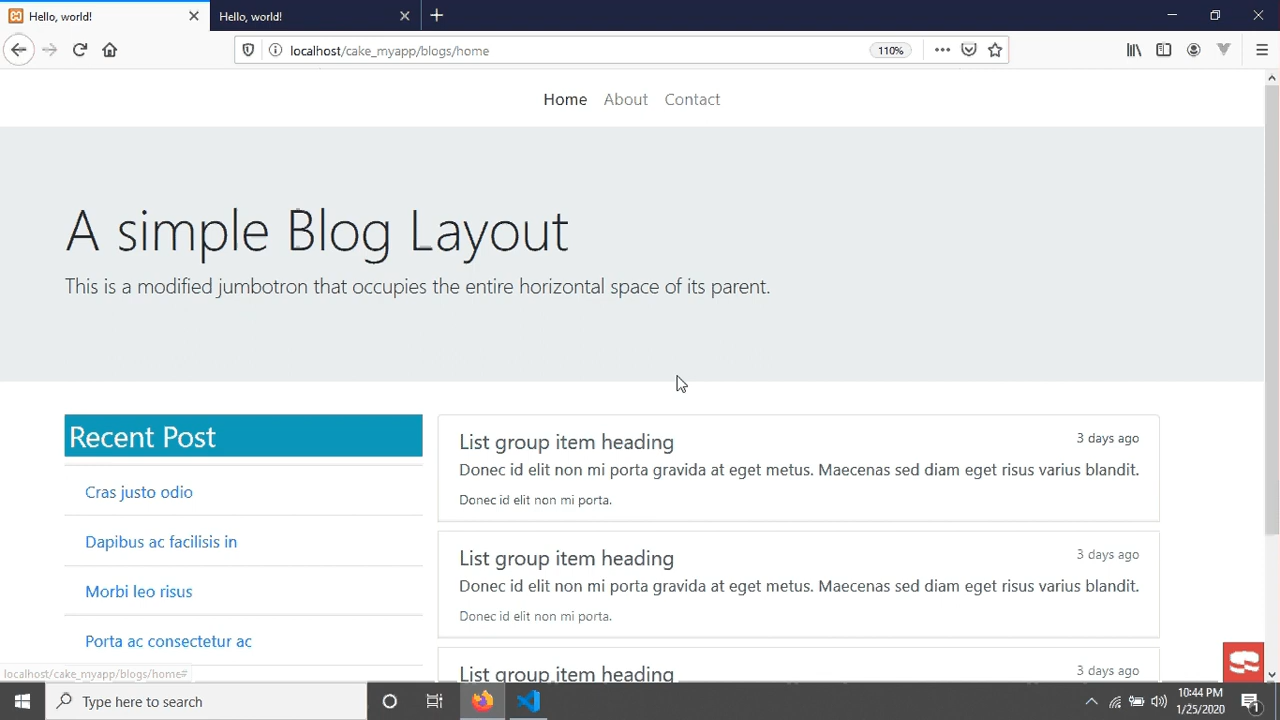 Hello, world!
Hello, world!
localhost/cake_myapp/blogs/home
110%
Home About Contact
A simple Blog Layout
This is a modified jumbotron that occupies the entire horizontal space of its parent.
Recent Post
Cras justo odio
Dapibus ac facilisis in
Morbi leo risus
Porta ac consectetur ac
List group item heading
3 days ago
Donec id elit non mi porta gravida at eget metus. Maecenas sed diam eget risus varius blandit.
Donec id elit non mi porta.
List group item heading
3 days ago
Donec id elit non mi porta gravida at eget metus. Maecenas sed diam eget risus varius blandit.
Donec id elit non mi porta.
List group item heading
3 days ago
localhost/cake_myapp/blogs/home#
Type here to search
10:44 PM
1/25/2020
1